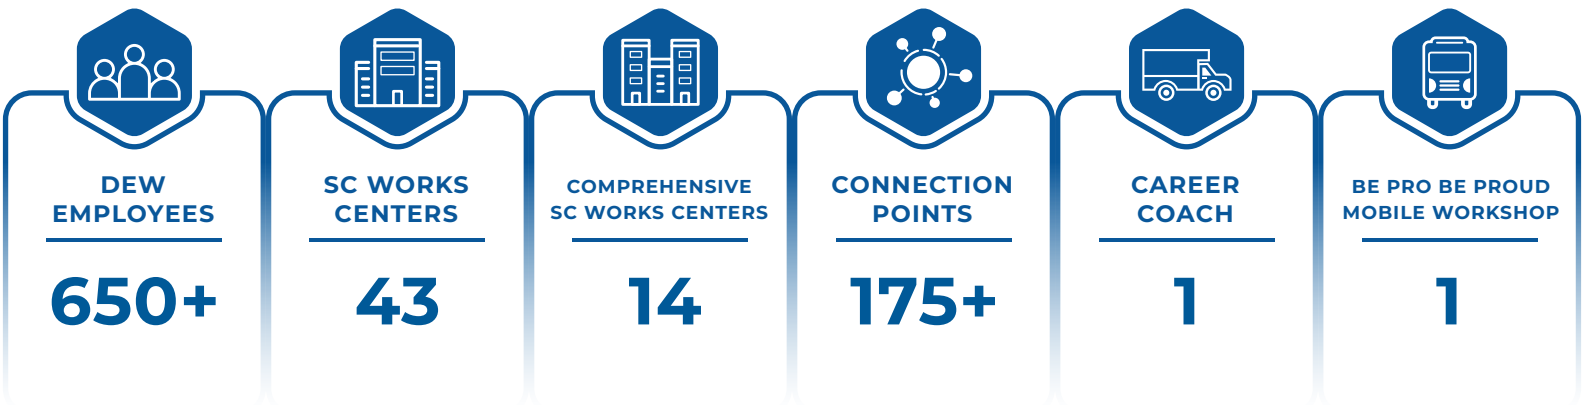 DEW
EMPLOYEES
650+
SC WORKS
CENTERS
43
COMPREHENSIVE
SC WORKS CENTERS
14
CONNECTION
POINTS
175+
CAREER
COACH
1
BE PRO BE PROUD
MOBILE WORKSHOP
1